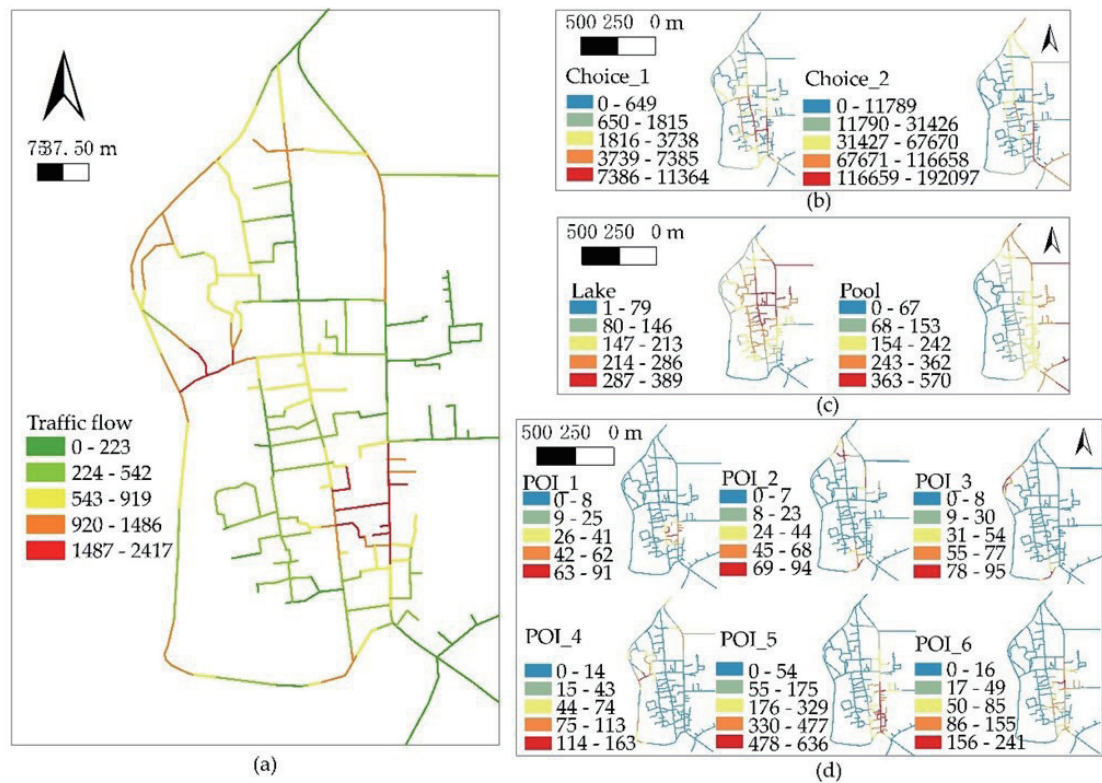 7537. 50 m
Traffic flow
0 - 223
224 - 542
543 - 919
920 - 1486
1487 - 2417
(a)
500 250 0 m
Choice_1
0 - 649
650 - 1815
1816 - 3738
3739 - 7385
7386 - 11364
Choice_2
0 - 11789
11790 - 31426
31427 - 67670
67671 - 116658
116659 - 192097
(b)
500 250 0 m
Lake
1 - 79
80 - 146
147 - 213
214 - 286
287 - 389
Pool
0 - 67
68 - 153
154 - 242
243 - 362
363 - 570
(c)
500 250 0 m
POI_1
0 - 8
9 - 25
26 - 41
42 - 62
63 - 91
POI_2
0 - 7
8 - 23
24 - 44
45 - 68
69 - 94
POI_3
0 - 8
9 - 30
31 - 54
55 - 77
78 - 95
POI_4
0 - 14
15 - 43
44 - 74
75 - 113
114 - 163
POI_5
0 - 54
55 - 175
176 - 329
330 - 477
478 - 636
POI_6
0 - 16
17 - 49
50 - 85
86 - 155
156 - 241
(d)